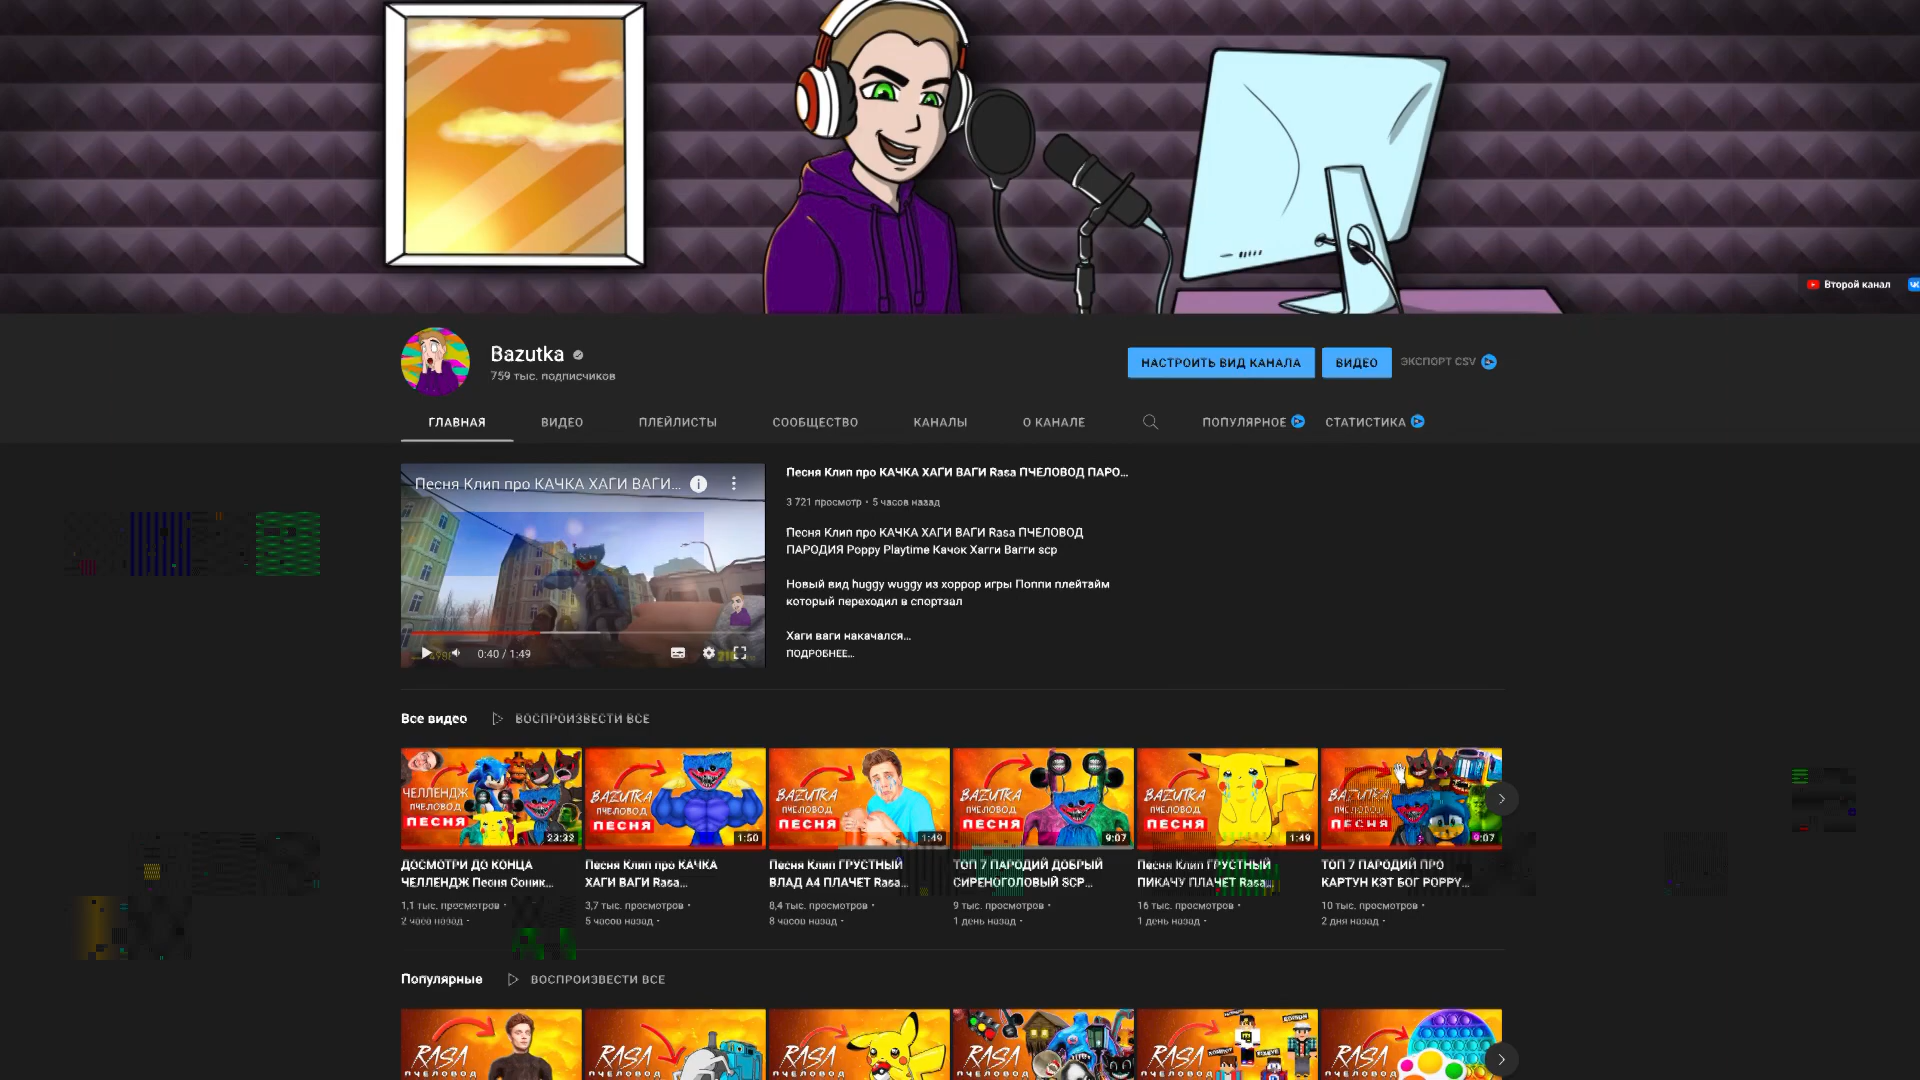 Второй канал
Bazutka
759 тыс. подписчиков
НАСТРОИТЬ ВИД КАНАЛА
ВИДЕО
ЭКСПОРТ CSV
ГЛАВНАЯ
ВИДЕО
ПЛЕЙЛИСТЫ
СООБЩЕСТВО
КАНАЛЫ
О КАНАЛЕ
ПОПУЛЯРНОЕ
СТАТИСТИКА
Песня Клип про КАЧКА ХАГИ ВАГИ...
0:40 / 1:49
Песня Клип про КАЧКА ХАГИ ВАГИ Rasa ПЧЕЛОВОД ПАРО...
3 721 просмотр • 5 часов назад
Песня Клип про КАЧКА ХАГИ ВАГИ Rasa ПЧЕЛОВОД
ПАРОДИЯ Poppy Playtime Качок Хагги Вагги scp
Новый вид huggy wuggy из хоррор игры Поппи плейтайм
который переходил в спортзал
Хаги ваги накачался...
ПОДРОБНЕЕ...
Все видео
ВОСПРОИЗВЕСТИ ВСЕ
ЧЕЛЛЕНДЖ
ПЧЕЛОВОД
ПЕСНЯ
23:32
BAZUTKA
ПЧЕЛОВОД
ПЕСНЯ
1:50
BAZUTKA
ПЧЕЛОВОД
ПЕСНЯ
1:49
BAZUTKA
ПЧЕЛОВОД
ПЕСНЯ
9:07
BAZUTKA
ПЧЕЛОВОД
ПЕСНЯ
1:49
BAZUTKA
ПЧЕЛОВОД
ПЕСНЯ
9:07
ДОСМОТРИ ДО КОНЦА
ЧЕЛЛЕНДЖ Песня Соник...
1,1 тыс. просмотров •
2 часа назад •
Песня Клип про КАЧКА
ХАГИ ВАГИ Rasa...
3,7 тыс. просмотров •
5 часов назад •
Песня Клип ГРУСТНЫЙ
ВЛАД А4 ПЛАЧЕТ Rasa...
8,4 тыс. просмотров •
8 часов назад •
ТОП 7 ПАРОДИЙ ДОБРЫЙ
СИРЕНОГОЛОВЫЙ SCP...
9 тыс. просмотров •
1 день назад •
Песня Клип ГРУСТНЫЙ
ПИКАЧУ ПЛАЧЕТ Rasa...
16 тыс. просмотров •
1 день назад •
ТОП 7 ПАРОДИЙ ПРО
КАРТУН КЭТ БОГ POPPY...
10 тыс. просмотров •
2 дня назад •
Популярные
ВОСПРОИЗВЕСТИ ВСЕ
RASA
ПЧЕЛОВОД
RASA
ПЧЕЛОВОД
RASA
ПЧЕЛОВОД
RASA
ПЧЕЛОВОД
RASA
ПЧЕЛОВОД
RASA
ПЧЕЛОВОД